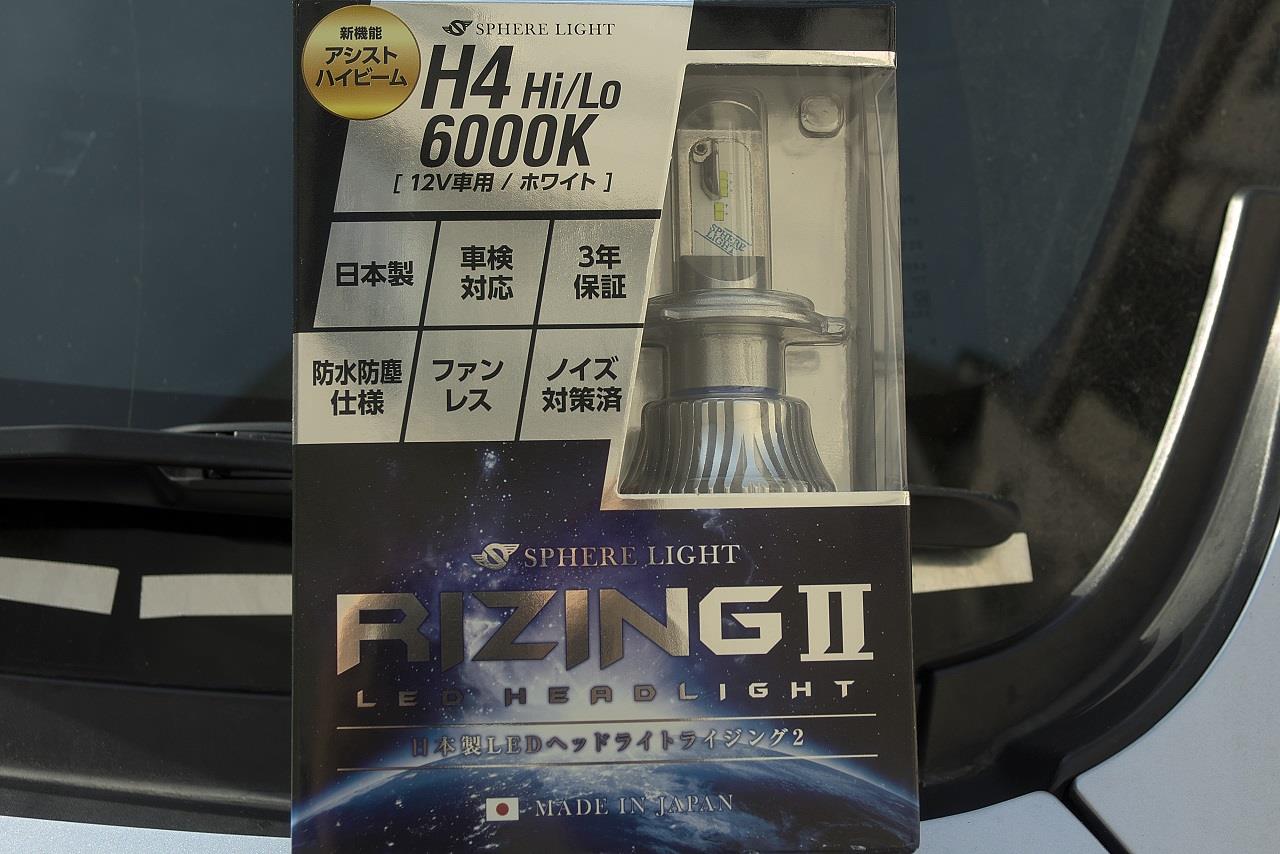 新機能
アシスト
ハイビーム
SPHERE LIGHT
H4 Hi/Lo
6000K
[ 12V車用 / ホワイト ]
日本製
車検
対応
3年
保証
防水防塵
仕様
ファン
レス
ノイズ
対策済
SPHERE
LIGHT
SPHERE LIGHT
RIZING II
LED HEADLIGHT
日本製LEDヘッドライトライジング2
MADE IN JAPAN